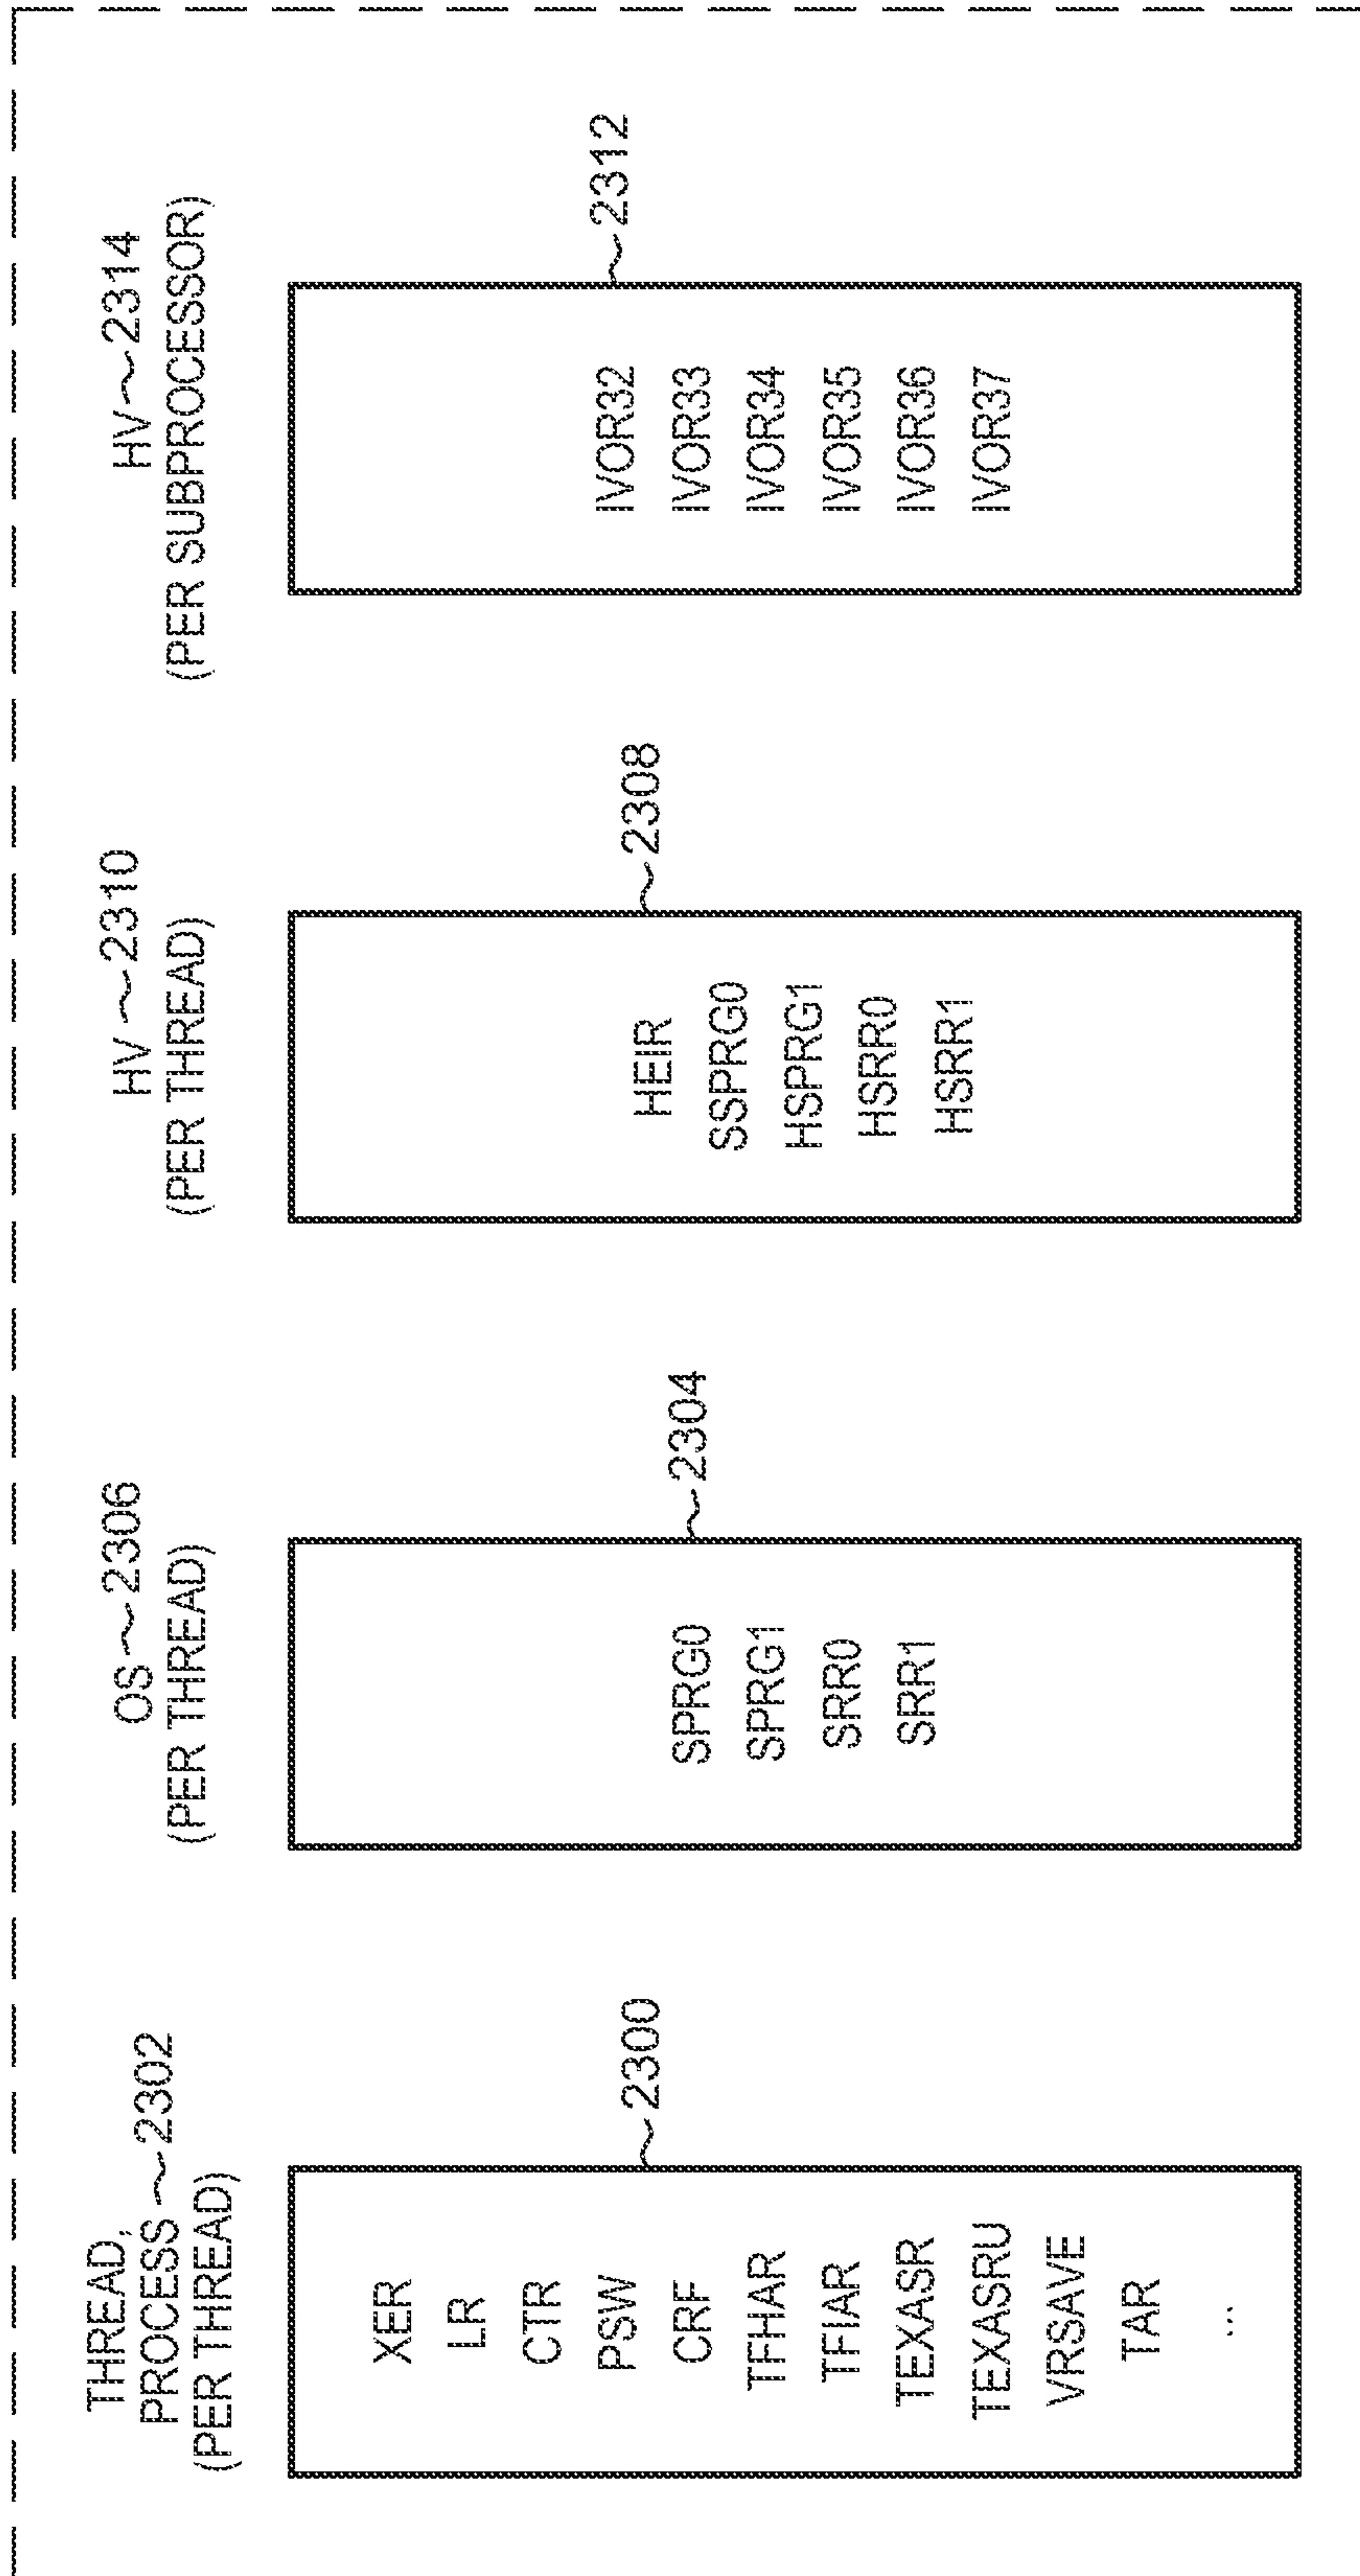 THREAD,
PROCESS ~2302
(PER THREAD)
XER
LR
CTR
PSW
CRF
TFHAR
TFIAR
TEXASR
TEXASRU
VRSAVE
TAR
...
~2300
OS ~2306
(PER THREAD)
SPRG0
SPRG1
SRR0
SRR1
~2304
HV ~2310
(PER THREAD)
HEIR
SSPRG0
HSPRG1
HSRR0
HSRR1
~2308
HV ~2314
(PER SUBPROCESSOR)
IVOR32
IVOR33
IVOR34
IVOR35
IVOR36
IVOR37
~2312